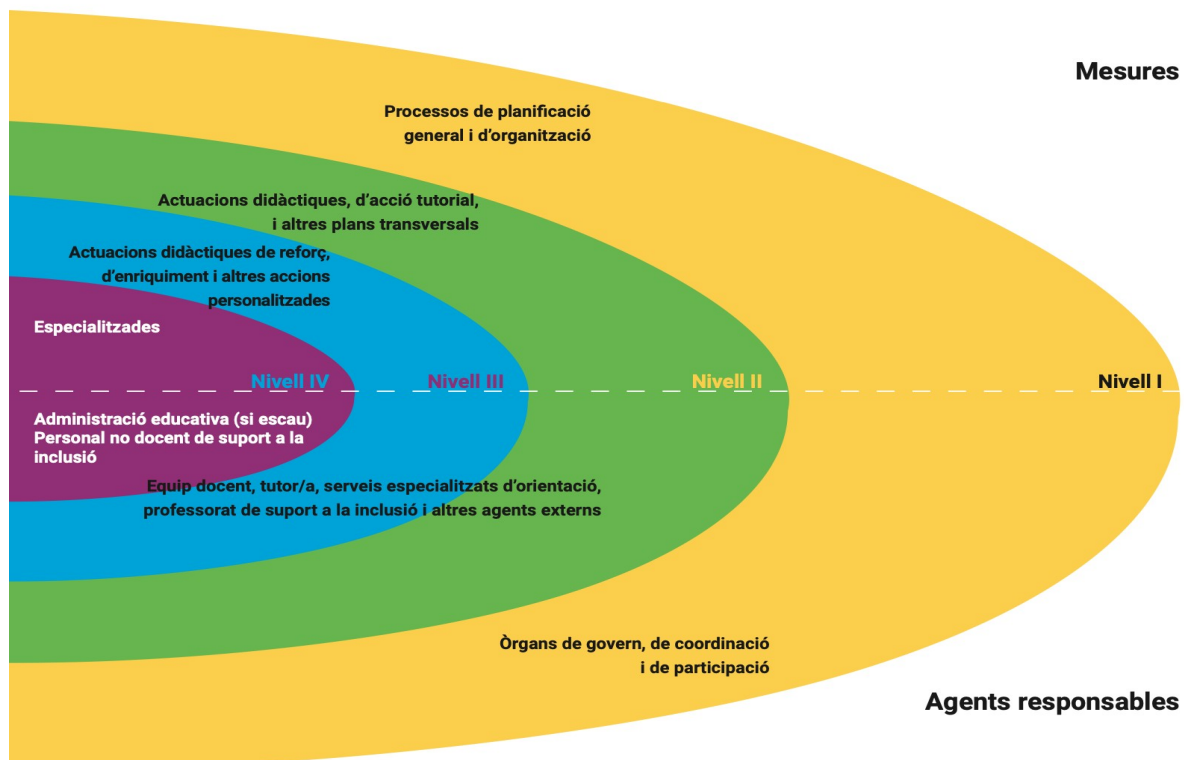 Mesures
Processos de planificació
general i d’organització
Actuacions didàctiques, d’acció tutorial,
i altres plans transversals
Actuacions didàctiques de reforç,
d’enriquiment i altres accions
personalitzades
Especialitzades
Nivell IV
Nivell III
Nivell II
Nivell I
Administració educativa (si escau)
Personal no docent de suport a la
inclusió
Equip docent, tutor/a, serveis especialitzats d’orientació,
professorat de suport a la inclusió i altres agents externs
Òrgans de govern, de coordinació
i de participació
Agents responsables